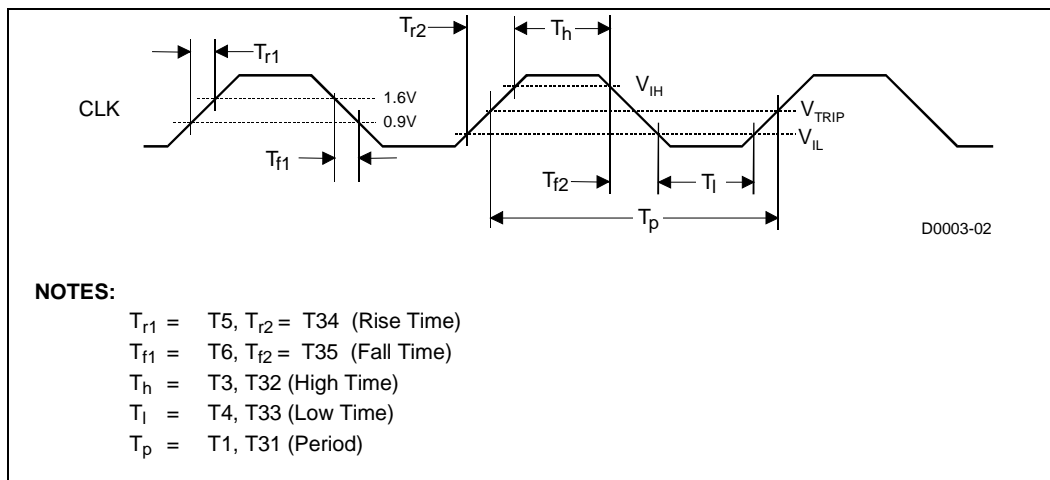 Tr2
Th
Tr1
VIH
CLK
1.6V
VTRIP
0.9V
VIL
Tf1
Tf2
Tl
Tp
D0003-02
NOTES:
Tr1 = T5, Tr2 = T34 (Rise Time)
Tf1 = T6, Tf2 = T35 (Fall Time)
Th = T3, T32 (High Time)
Tl = T4, T33 (Low Time)
Tp = T1, T31 (Period)